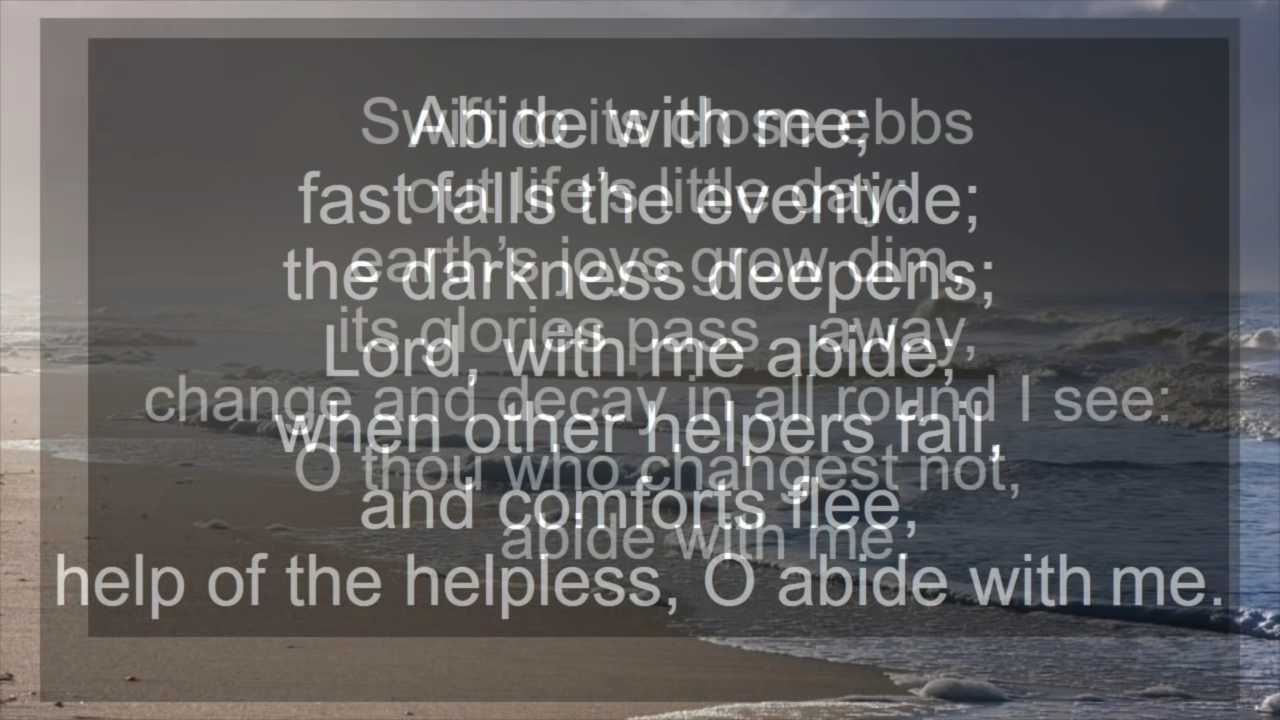 Abide with me;
fast falls the eventide;
the darkness deepens;
Lord, with me abide;
when other helpers fail,
and comforts flee,
help of the helpless, O abide with me.
Swift to its close ebbs
out life’s little day;
earth’s joys grow dim,
its glories pass away,
change and decay in all round I see:
O thou who changest not,
abide with me.